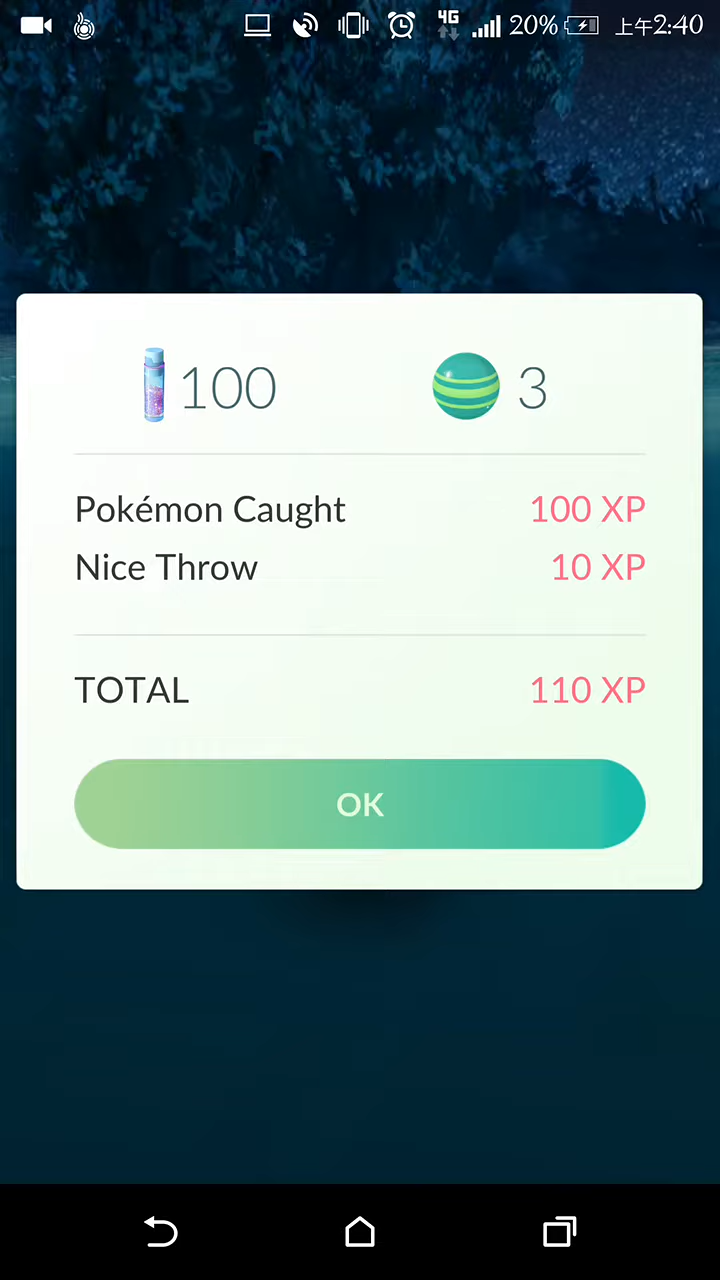 4G 20% 上午2:40
100 3
Pokémon Caught 100 XP
Nice Throw 10 XP
TOTAL 110 XP
OK